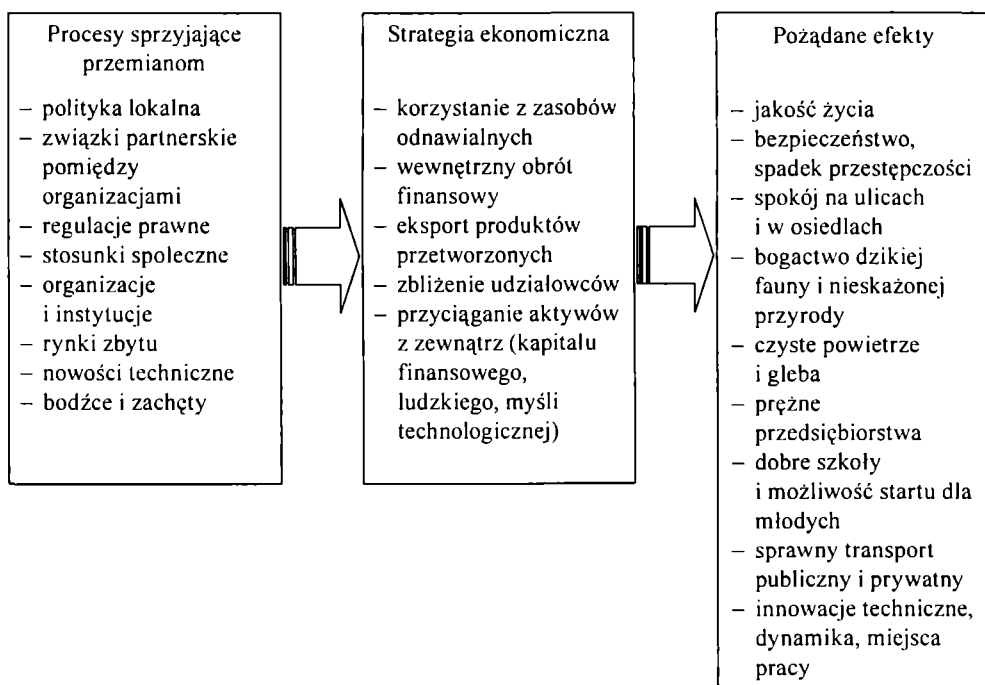 Procesy sprzyjające
przemianom
– polityka lokalna
– związki partnerskie
pomiędzy
organizacjami
– regulacje prawne
– stosunki społeczne
– organizacje
i instytucje
– rynki zbytu
– nowości techniczne
– bodźce i zachęty
Strategia ekonomiczna
– korzystanie z zasobów
odnawialnych
– wewnętrzny obrót
finansowy
– eksport produktów
przetworzonych
– zbliżenie udziałowców
– przyciąganie aktywów
z zewnątrz (kapitału
finansowego,
ludzkiego, myśli
technologicznej)
Pożądane efekty
– jakość życia
– bezpieczeństwo,
spadek przestępczości
– spokój na ulicach
i w osiedlach
– bogactwo dzikiej
fauny i nieskażonej
przyrody
– czyste powietrze
i gleba
– prężne
przedsiębiorstwa
– dobre szkoły
i możliwość startu dla
młodych
– sprawny transport
publiczny i prywatny
– innowacje techniczne,
dynamika, miejsca
pracy